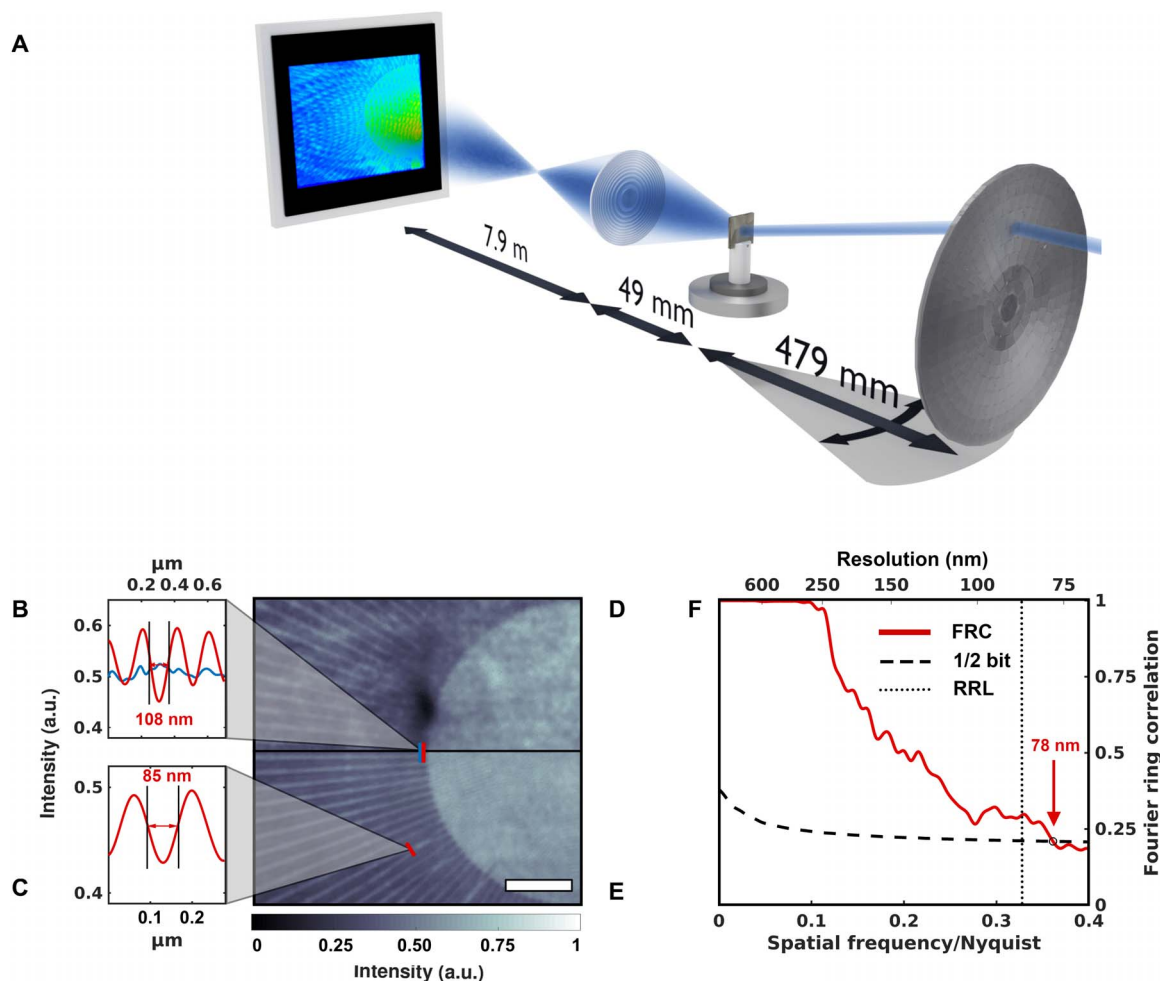 A
7.9 m
49 mm
479 mm
µm
0.2 0.4 0.6
B
0.6
0.5
0.4
108 nm
Intensity (a.u.)
85 nm
0.5
0.4
C
0.1 0.2
µm
0 0.25 0.50 0.75 1
Intensity (a.u.)
D
E
F
Resolution (nm)
600 250 150 100 75
FRC
1/2 bit
RRL
78 nm
1
0.75
0.5
0.25
0
Fourier ring correlation
0 0.1 0.2 0.3 0.4
Spatial frequency/Nyquist